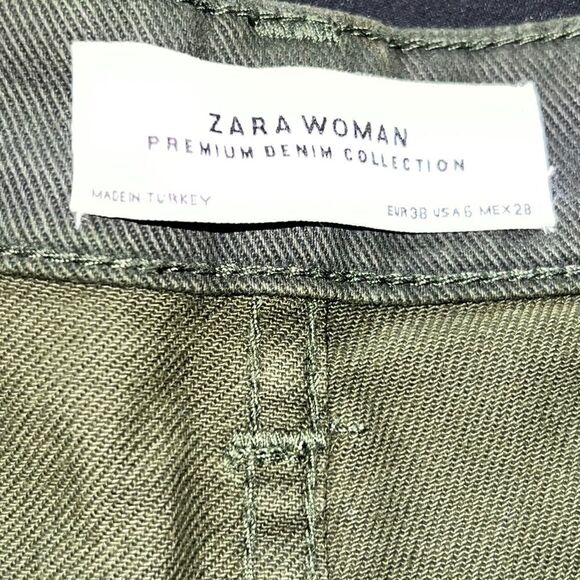 ZARA WOMAN
PREMIUM DENIM COLLECTION
MADE IN TURKEY
EUR 38 USA 6 MEX 28